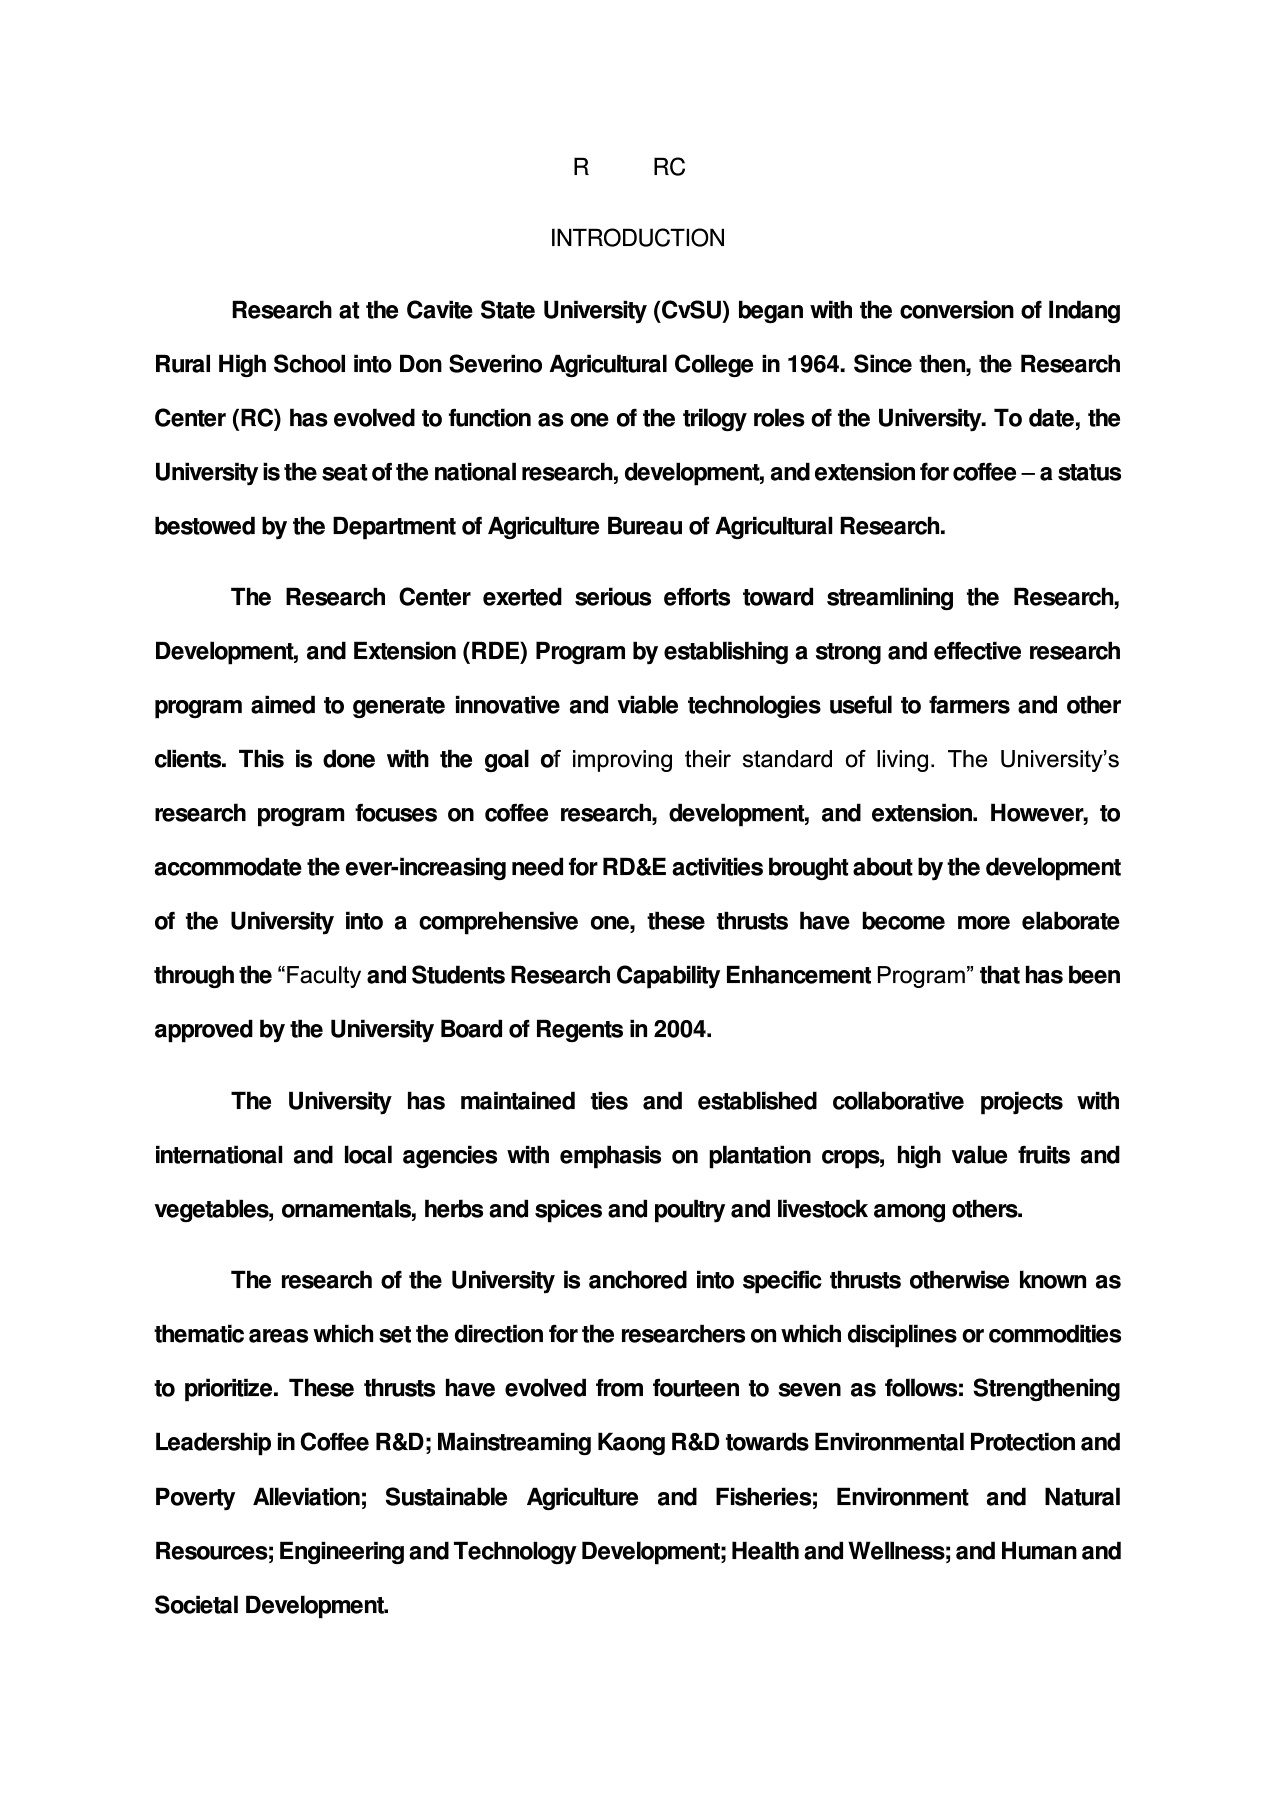 R RC
INTRODUCTION
Research at the Cavite State University (CvSU) began with the conversion of Indang
Rural High School into Don Severino Agricultural College in 1964. Since then, the Research
Center (RC) has evolved to function as one of the trilogy roles of the University. To date, the
University is the seat of the national research, development, and extension for coffee – a status
bestowed by the Department of Agriculture Bureau of Agricultural Research.
The Research Center exerted serious efforts toward streamlining the Research,
Development, and Extension (RDE) Program by establishing a strong and effective research
program aimed to generate innovative and viable technologies useful to farmers and other
clients. This is done with the goal of improving their standard of living. The University’s
research program focuses on coffee research, development, and extension. However, to
accommodate the ever-increasing need for RD&E activities brought about by the development
of the University into a comprehensive one, these thrusts have become more elaborate
through the “Faculty and Students Research Capability Enhancement Program” that has been
approved by the University Board of Regents in 2004.
The University has maintained ties and established collaborative projects with
international and local agencies with emphasis on plantation crops, high value fruits and
vegetables, ornamentals, herbs and spices and poultry and livestock among others.
The research of the University is anchored into specific thrusts otherwise known as
thematic areas which set the direction for the researchers on which disciplines or commodities
to prioritize. These thrusts have evolved from fourteen to seven as follows: Strengthening
Leadership in Coffee R&D; Mainstreaming Kaong R&D towards Environmental Protection and
Poverty Alleviation; Sustainable Agriculture and Fisheries; Environment and Natural
Resources; Engineering and Technology Development; Health and Wellness; and Human and
Societal Development.